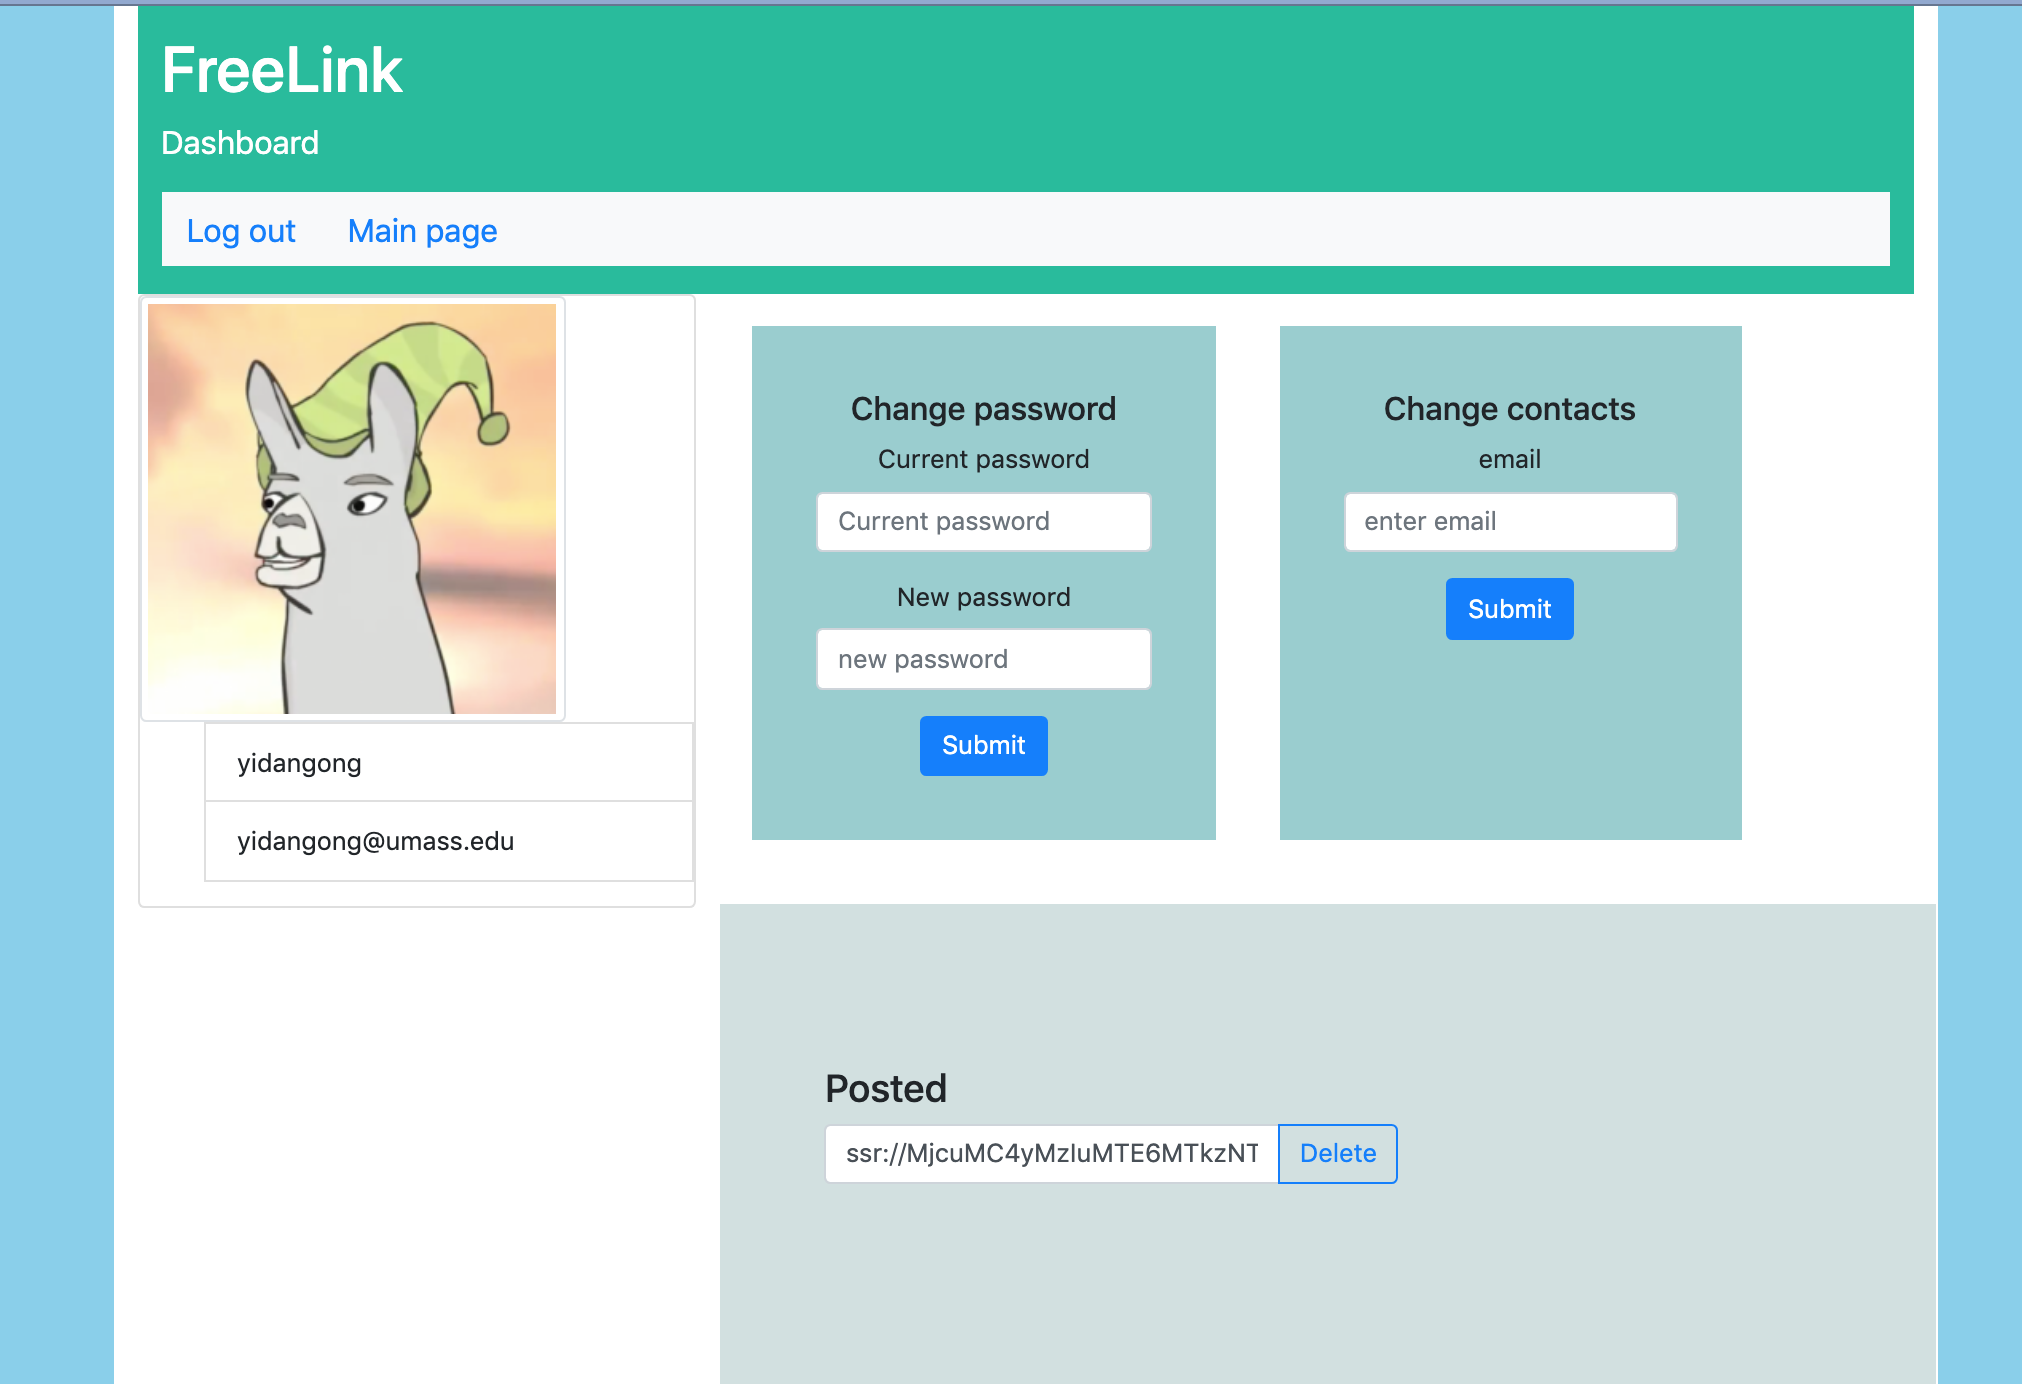 FreeLink
Dashboard
Log out Main page
yidangong
yidangong@umass.edu
Change password
Current password
Current password
New password
new password
Submit
Change contacts
email
enter email
Submit
Posted
ssr://MjcuMC4yMzIuMTE6MTkzNT Delete